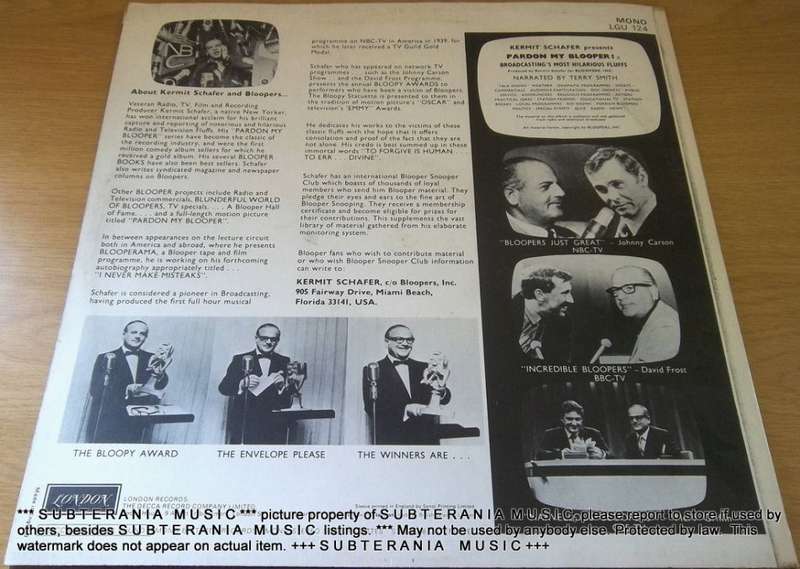 MONO
LGU 124
NBC
About Kermit Schafer and Bloopers...
Veteran Radio, TV, Film and Recording
Producer Kermit Schafer, a native New Yorker,
has won international acclaim for his brilliant
capture and reporting of notorious and hilarious
Radio and Television Fluffs. His "PARDON MY
BLOOPER" series have become the classic of
the recording industry, and were the first
million comedy album sellers for which he
received a gold album. His several BLOOPER
BOOKS have also been best sellers. Schafer
also writes syndicated magazine and newspaper
columns on Bloopers.
Other BLOOPER projects include Radio and
Television commercials, BLUNDERFUL WORLD
OF BLOOPERS, TV specials. . . A Blooper Hall
of Fame. . . . and a full-length motion picture
titled "PARDON MY BLOOPER".
In between appearances on the lecture circuit
both in America and abroad, where he presents
BLOOPERAMA, a Blooper tape and film
programme, he is working on his forthcoming
autobiography appropriately titled . . .
"I NEVER MAKE MISTEAKS".
Schafer is considered a pioneer in Broadcasting,
having produced the first full hour musical
programme on NBC-TV in America in 1939, for
which he later received a TV Guild Gold
Medal.
Schafer who has appeared on network TV
programmes . . . such as the Johnny Carson
Show . . . and the David Frost Programme,
presents the annual BLOOPY AWARDS to
performers who have been a victim of Bloopers.
The Bloopy Statuette is presented to them in
the tradition of motion picture's "OSCAR" and
television's "EMMY" Awards.
He dedicates his works to the victims of these
classic fluffs with the hope that it offers
consolation and proof of the fact that they are
not alone. His credo is best summed up in these
immortal words "TO FORGIVE IS HUMAN . . .
TO ERR . . . DIVINE".
Schafer has an international Blooper Snooper
Club which boasts of thousands of loyal
members who send him Blooper material. They
pledge their eyes and ears to the fine art of
Blooper Snooping. They receive a membership
certificate and become eligible for prizes for
their contributions. This supplements the vast
library of material gathered from his elaborate
monitoring system.
Blooper fans who wish to contribute material
or who wish Blooper Snooper Club information
can write to:
KERMIT SCHAFER, c/o Bloopers, Inc.
905 Fairway Drive, Miami Beach,
Florida 33141, USA.
KERMIT SCHAFER presents
PARDON MY BLOOPER!
BROADCASTING'S MOST HILARIOUS FLUFFS
NARRATED BY TERRY SMITH
"BLOOPERS JUST GREAT" - Johnny Carson
NBC-TV
"INCREDIBLE BLOOPERS" - David Frost
BBC-TV
THE BLOOPY AWARD
THE ENVELOPE PLEASE
THE WINNERS ARE . . .
LONDON
LONDON RECORDS
THE DECCA RECORD COMPANY LIMITED
*** S U B T E R A N I A M U S I C *** picture property of S U B T E R A N I A M U S I C, please report to store if used by
others, besides S U B T E R A N I A M U S I C listings. *** May not be used by anybody else. Protected by law. This
watermark does not appear on actual item. +++ S U B T E R A N I A M U S I C +++